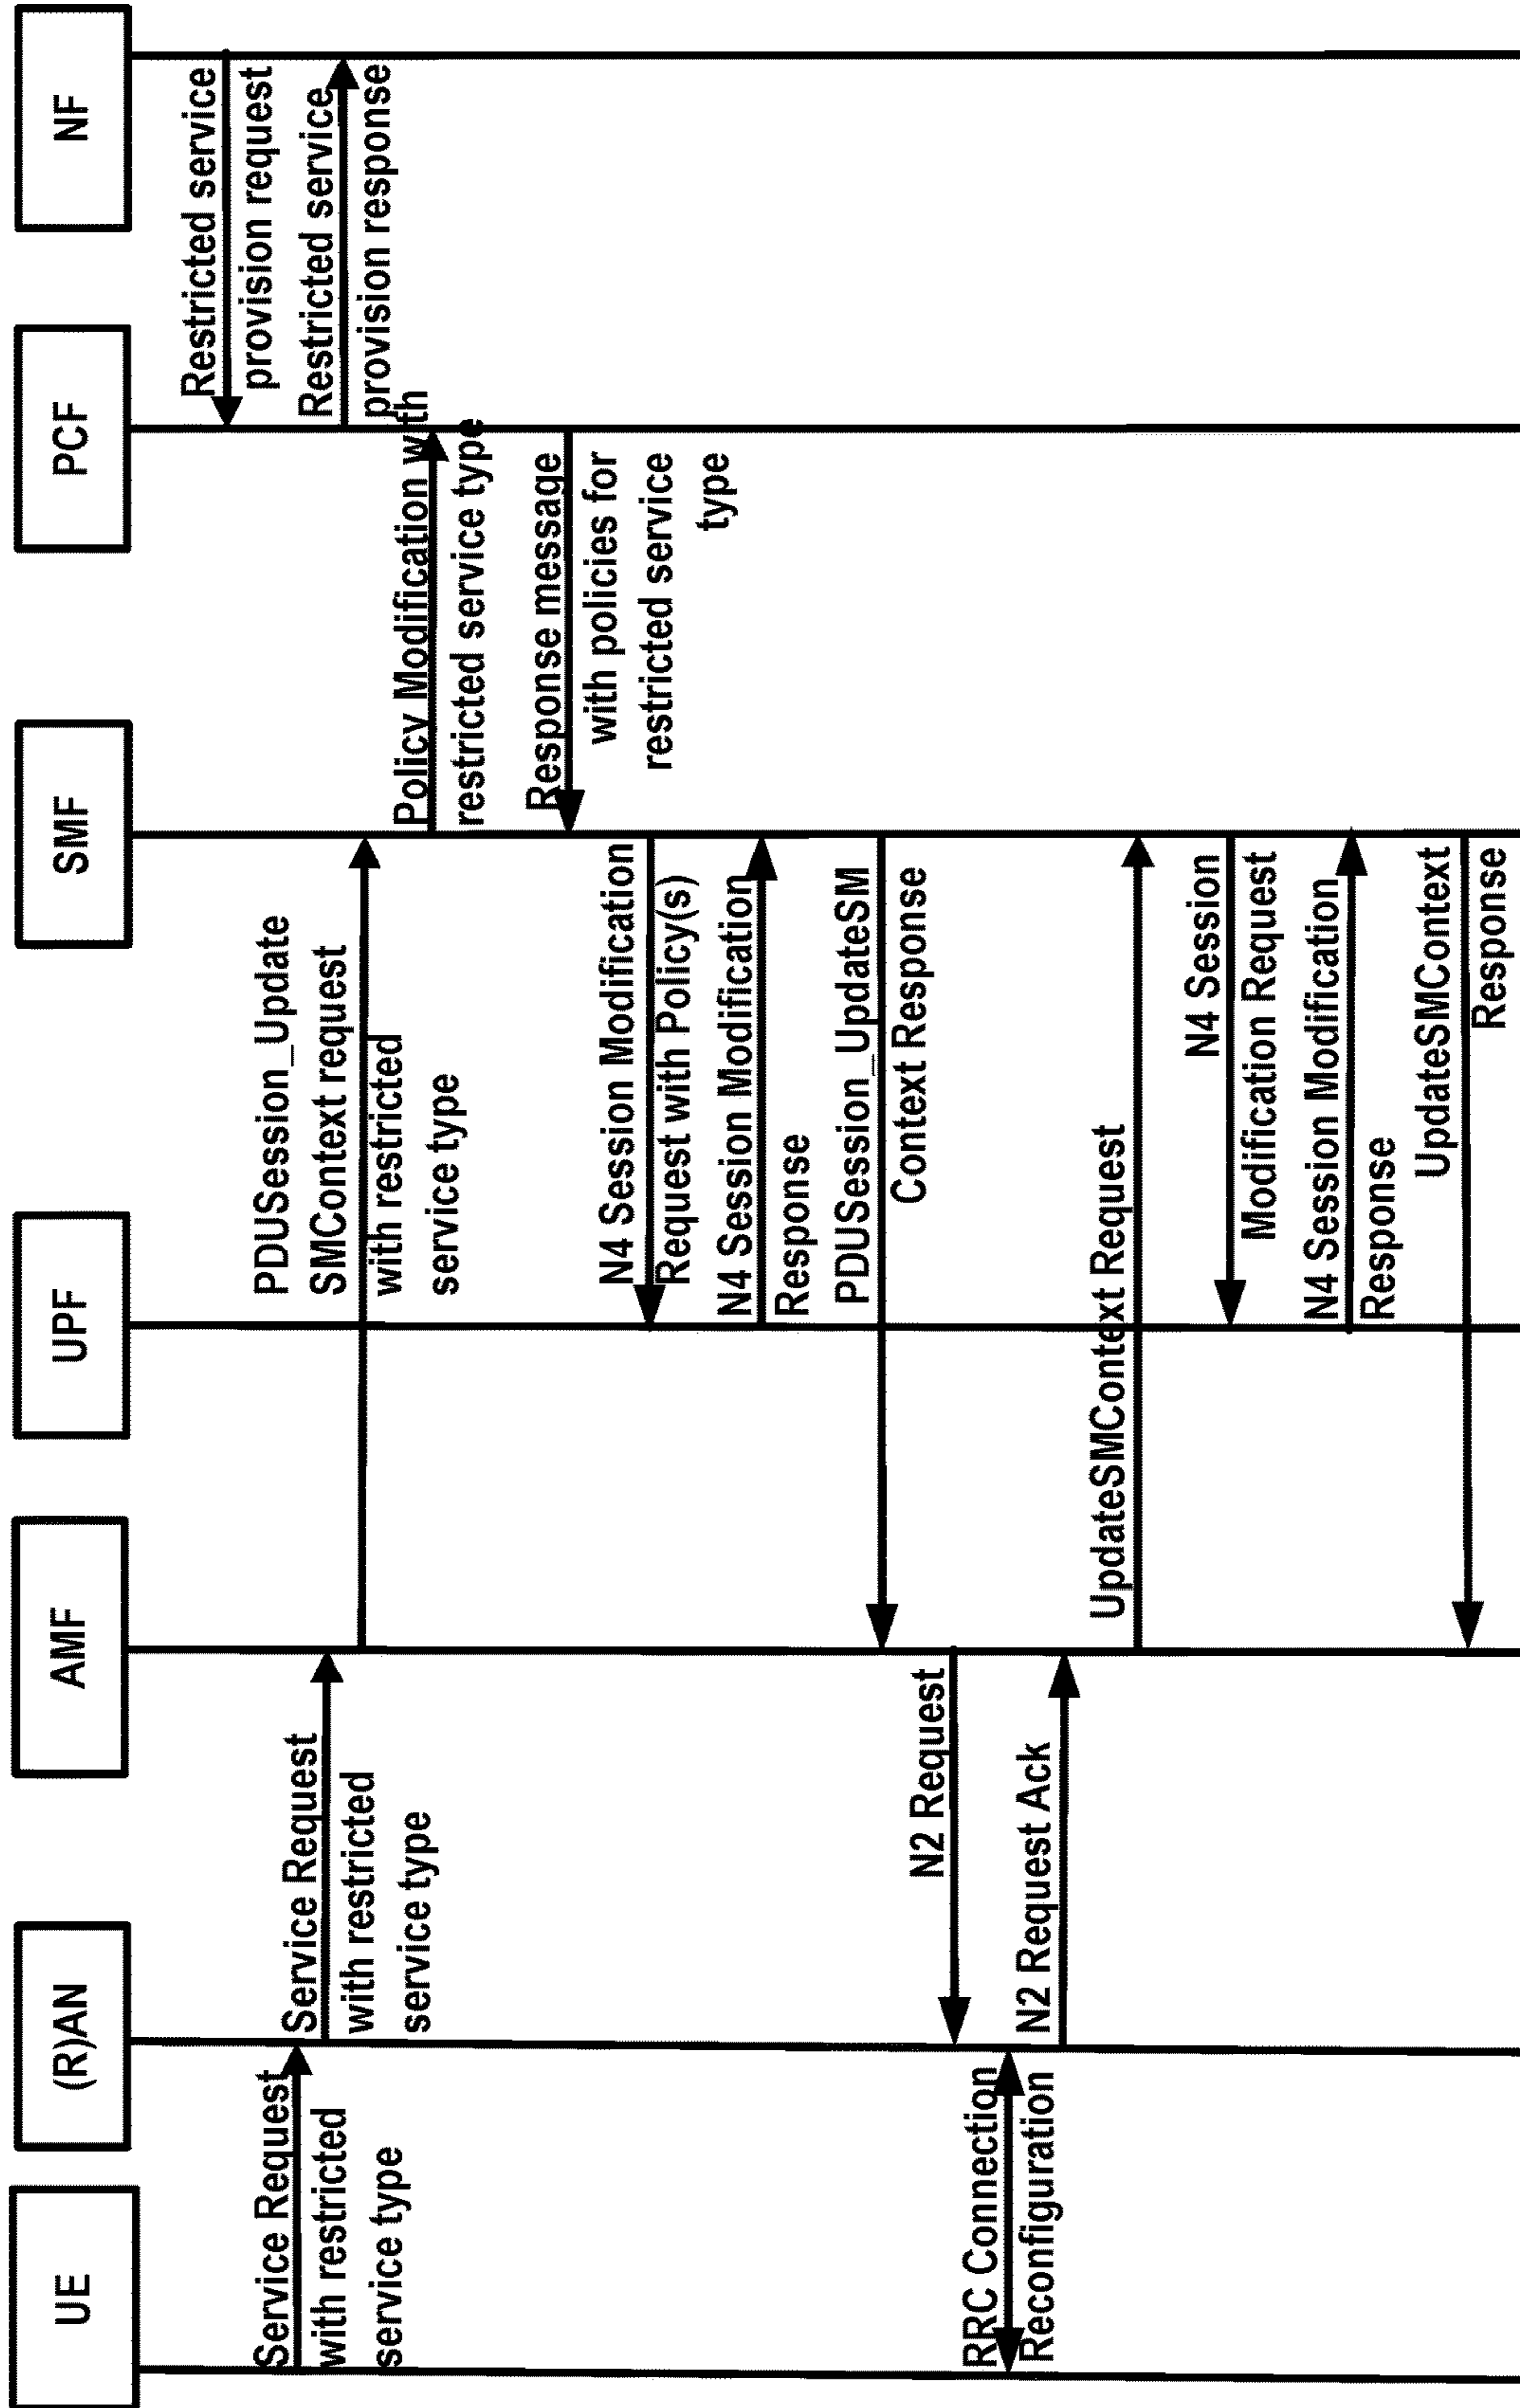 UE
(R)AN
AMF
UPF
SMF
PCF
NF
Restricted service
provision request
Service Request
with restricted
service type
Service Request
with restricted
service type
Restricted service
provision response
PDUSession_Update
SMContext request
with restricted
service type
Policy Modification with
restricted service type
Response message
with policies for
restricted service
type
N4 Session Modification
Request with Policy(s)
N4 Session Modification
Response
PDUSession_UpdateSM
Context Response
N2 Request
RRC Connection
Reconfiguration
N2 Request Ack
UpdateSMContext Request
N4 Session
Modification Request
N4 Session Modification
Response
UpdateSMContext
Response